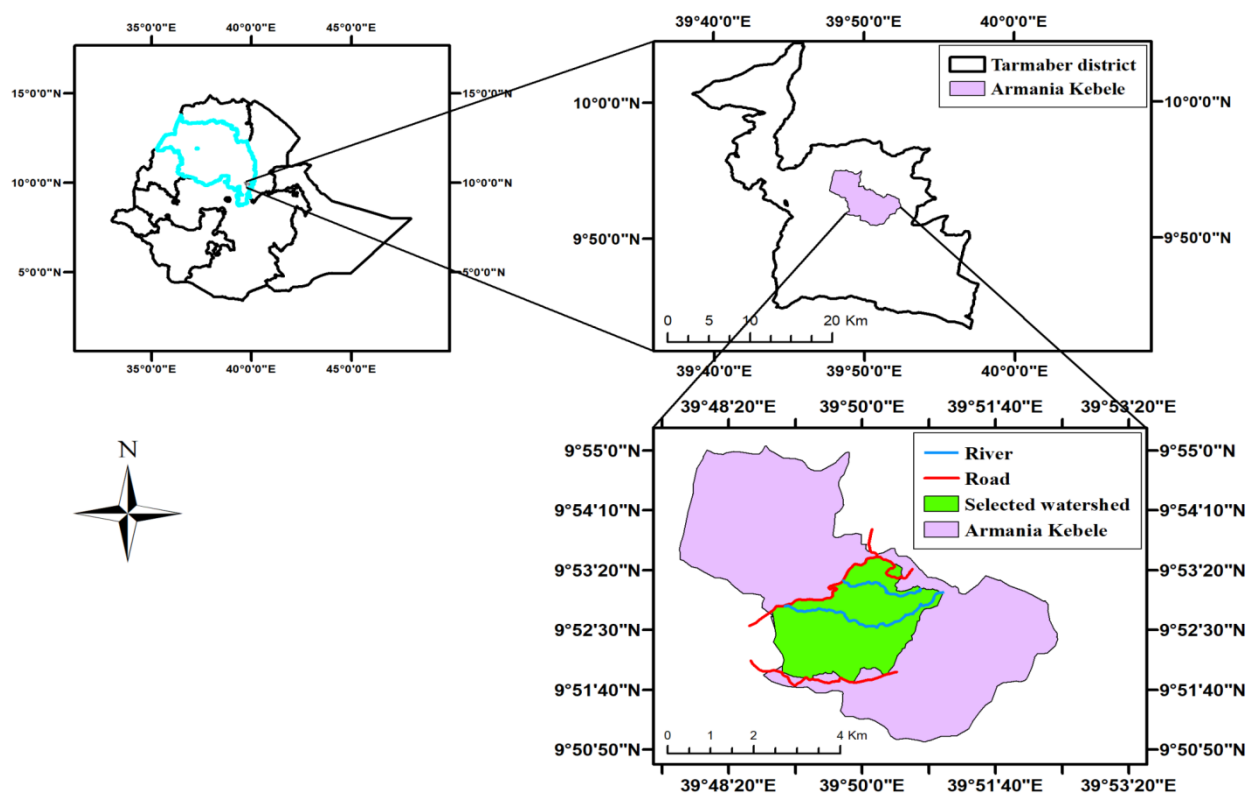 35°0'0"E 40°0'0"E 45°0'0"E
15°0'0"N 15°0'0"N
10°0'0"N 10°0'0"N
5°0'0"N 5°0'0"N
35°0'0"E 40°0'0"E 45°0'0"E
39°40'0"E 39°50'0"E 40°0'0"E
Tarmaber district
Armania Kebele
10°0'0"N 10°0'0"N
9°50'0"N 9°50'0"N
0 5 10 20 Km
39°40'0"E 39°50'0"E 40°0'0"E
N
39°48'20"E 39°50'0"E 39°51'40"E 39°53'20"E
River
Road
Selected watershed
Armania Kebele
9°55'0"N 9°55'0"N
9°54'10"N 9°54'10"N
9°53'20"N 9°53'20"N
9°52'30"N 9°52'30"N
9°51'40"N 9°51'40"N
9°50'50"N 9°50'50"N
0 1 2 4 Km
39°48'20"E 39°50'0"E 39°51'40"E 39°53'20"E